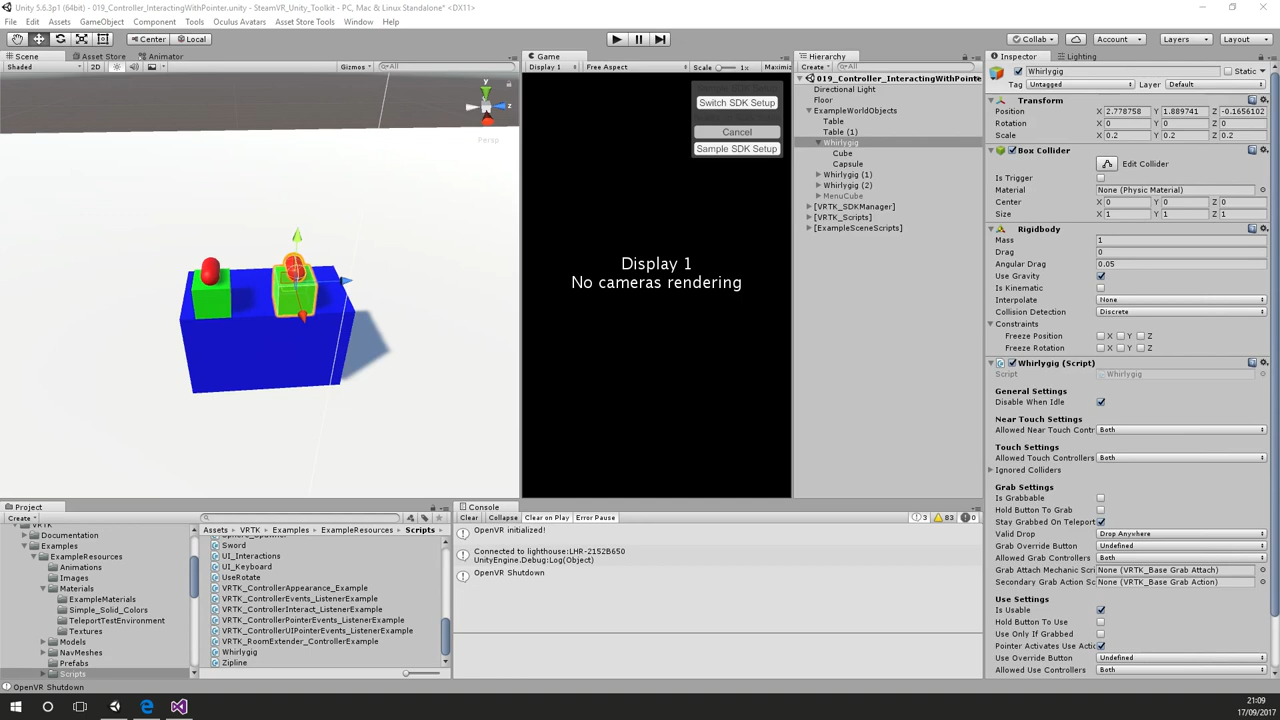 Unity 5.6.3p1 (64bit) - 019_Controller_InteractingWithPointer.unity - SteamVR_Unity_Toolkit - PC, Mac & Linux Standalone* <DX11>
File Edit Assets GameObject Component Tools Oculus Avatars Asset Store Tools Window Help
Center Local Collab Account Layers Layout
Scene Asset Store Animator
Shaded 2D Gizmos All
y z Persp
Game
Display 1 Free Aspect Scale 1x Maximi
Switch SDK Setup
Cancel
Sample SDK Setup
Display 1
No cameras rendering
Hierarchy
Create All
019_Controller_InteractingWithPointe
Directional Light
Floor
ExampleWorldObjects
Table
Table (1)
Whirlygig
Cube
Capsule
Whirlygig (1)
Whirlygig (2)
MenuCube
[VRTK_SDKManager]
[VRTK_Scripts]
[ExampleSceneScripts]
Inspector Lighting
Whirlygig Static
Tag Untagged Layer Default
Transform
Position X 2.778758 Y 1.889741 Z -0.1656102
Rotation X 0 Y 0 Z 0
Scale X 0.2 Y 0.2 Z 0.2
Box Collider
Edit Collider
Is Trigger
Material None (Physic Material)
Center X 0 Y 0 Z 0
Size X 1 Y 1 Z 1
Rigidbody
Mass 1
Drag 0
Angular Drag 0.05
Use Gravity
Is Kinematic
Interpolate None
Collision Detection Discrete
Constraints
Freeze Position X Y Z
Freeze Rotation X Y Z
Whirlygig (Script)
Script Whirlygig
General Settings
Disable When Idle
Near Touch Settings
Allowed Near Touch Contr Both
Touch Settings
Allowed Touch Controllers Both
Ignored Colliders
Grab Settings
Is Grabbable
Hold Button To Grab
Stay Grabbed On Teleport
Valid Drop Drop Anywhere
Grab Override Button Undefined
Allowed Grab Controllers Both
Grab Attach Mechanic Scri None (VRTK_Base Grab Attach)
Secondary Grab Action Sc None (VRTK_Base Grab Action)
Use Settings
Is Usable
Hold Button To Use
Use Only If Grabbed
Pointer Activates Use Actio
Use Override Button Undefined
Allowed Use Controllers Both
Project
Create
VRTK
Documentation
Examples
ExampleResources
Animations
Images
Materials
ExampleMaterials
Simple_Solid_Colors
TeleportTestEnvironment
Textures
Models
NavMeshes
Prefabs
Scripts
Assets VRTK Examples ExampleResources Scripts
Sword
UI_Interactions
UI_Keyboard
UseRotate
VRTK_ControllerAppearance_Example
VRTK_ControllerEvents_ListenerExample
VRTK_ControllerInteract_ListenerExample
VRTK_ControllerPointerEvents_ListenerExample
VRTK_ControllerUIPointerEvents_ListenerExample
VRTK_RoomExtender_ControllerExample
Whirlygig
Zipline
Console
Clear Collapse Clear on Play Error Pause 3 83 0
OpenVR initialized!
Connected to lighthouse:LHR-2152B650
UnityEngine.Debug:Log(Object)
OpenVR Shutdown
OpenVR Shutdown
21:09
17/09/2017